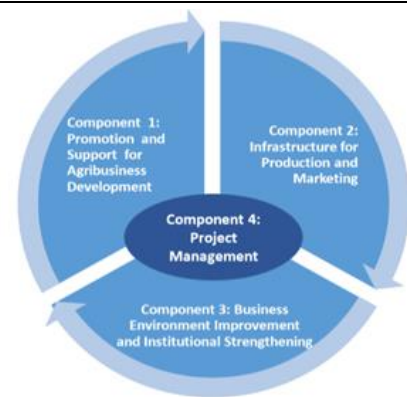 Component 1:
Promotion and
Support for
Agribusiness
Development
Component 2:
Infrastructure for
Production and
Marketing
Component 4:
Project
Management
Component 3: Business
Environment Improvement
and Institutional Strengthening